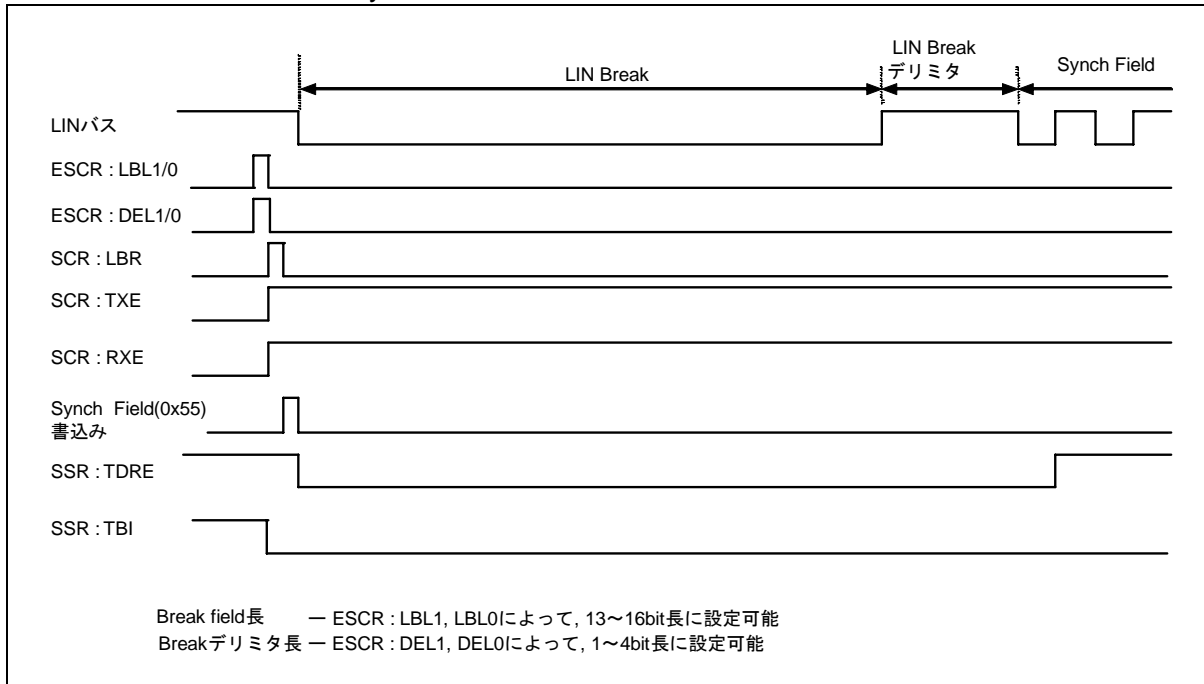 LIN Break
LIN Break
デリミタ
Synch Field
LINバス
ESCR : LBL1/0
ESCR : DEL1/0
SCR : LBR
SCR : TXE
SCR : RXE
Synch Field(0x55)
書込み
SSR : TDRE
SSR : TBI
Break field長 ー ESCR : LBL1, LBL0によって, 13～16bit長に設定可能
Breakデリミタ長 ー ESCR : DEL1, DEL0によって, 1～4bit長に設定可能